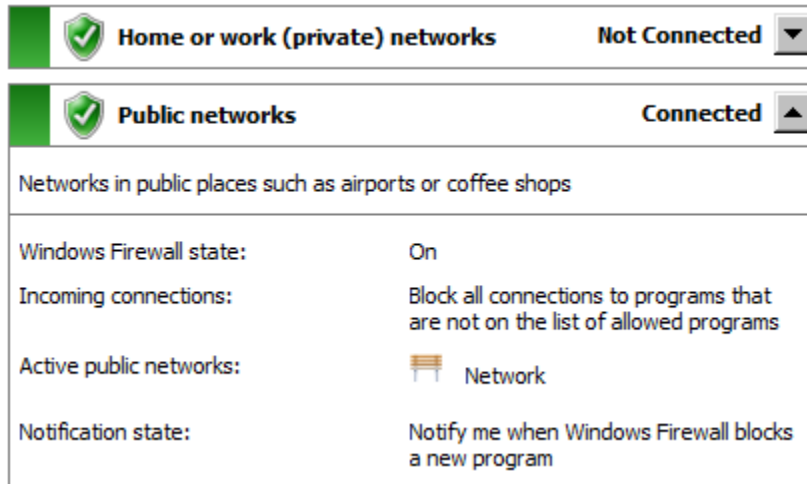 Home or work (private) networks Not Connected
Public networks Connected
Networks in public places such as airports or coffee shops
Windows Firewall state: On
Incoming connections: Block all connections to programs that
are not on the list of allowed programs
Active public networks: Network
Notification state: Notify me when Windows Firewall blocks
a new program